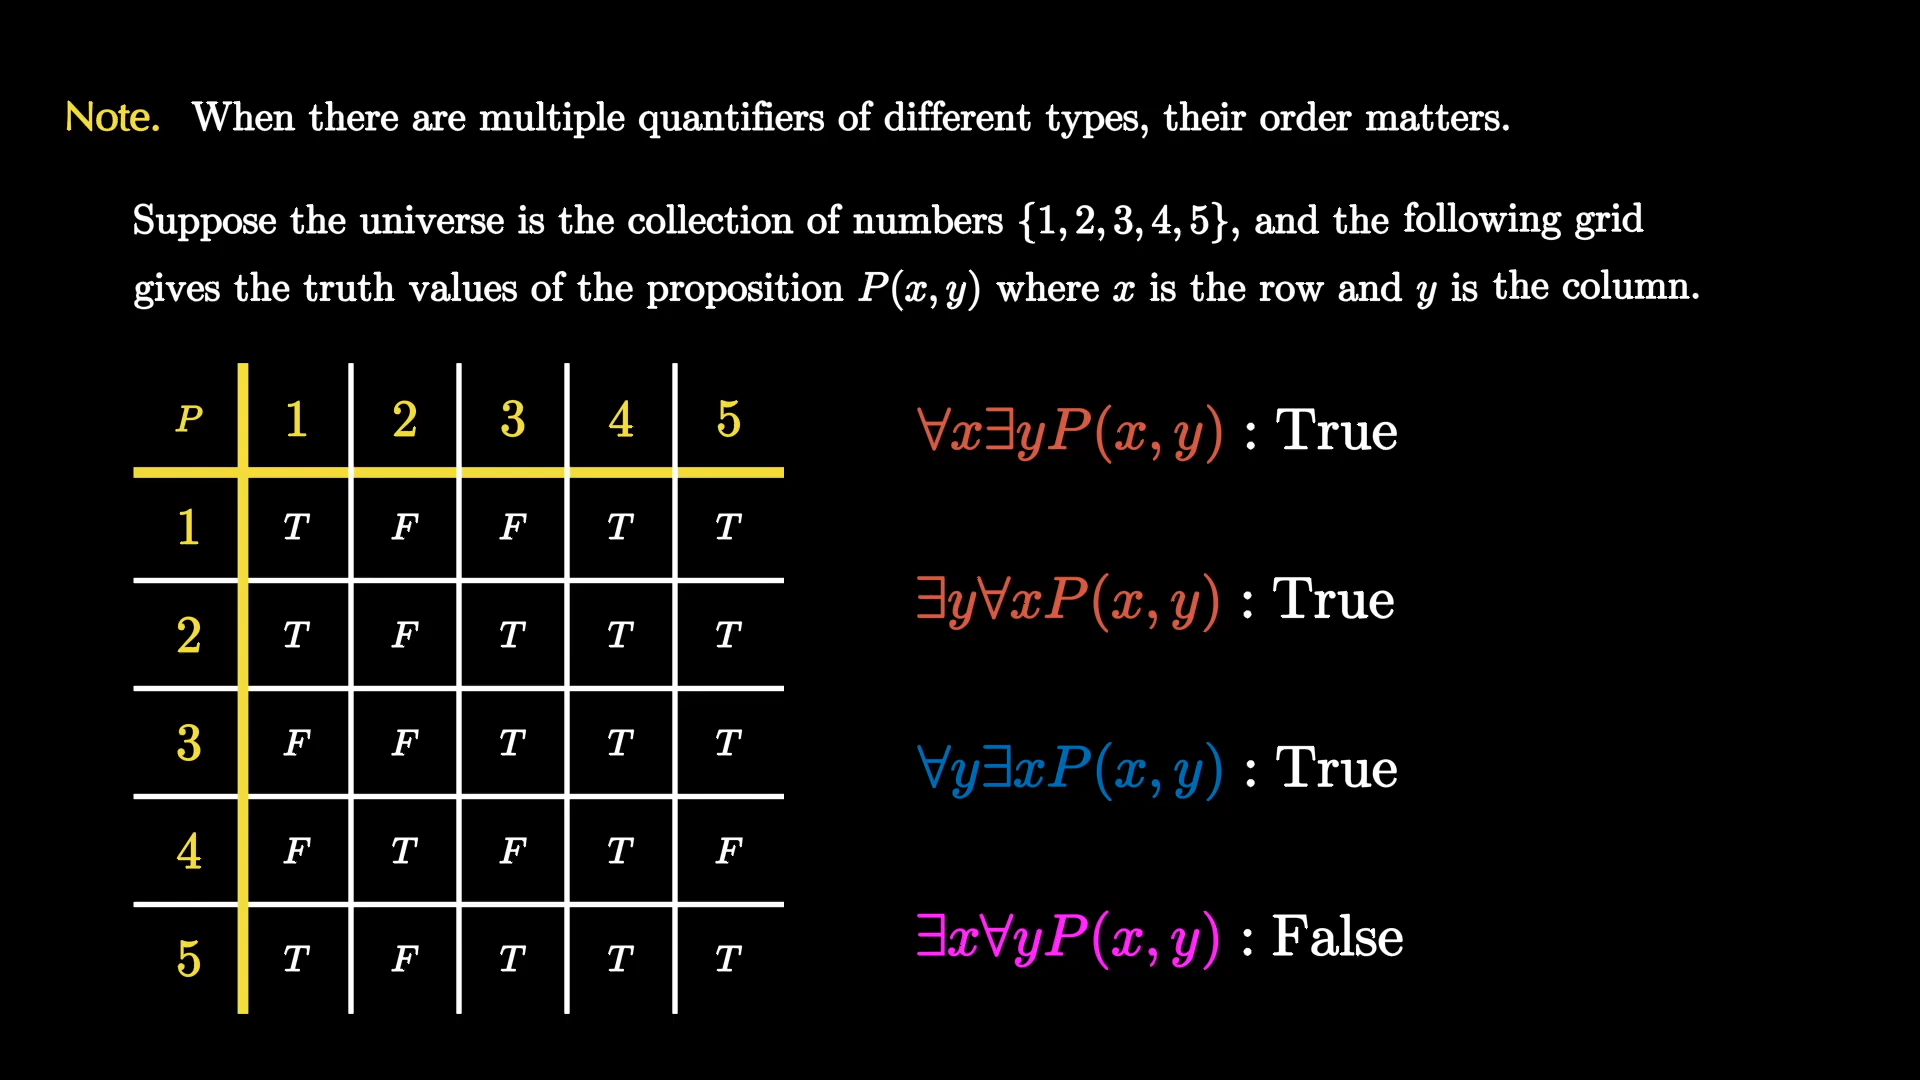 Note. When there are multiple quantifiers of different types, their order matters.
Suppose the universe is the collection of numbers {1, 2, 3, 4, 5}, and the following grid
gives the truth values of the proposition P(x, y) where x is the row and y is the column.
P 1 2 3 4 5
1 T F F T T
2 T F T T T
3 F F T T T
4 F T F T F
5 T F T T T
∀x∃yP(x, y) : True
∃y∀xP(x, y) : True
∀y∃xP(x, y) : True
∃x∀yP(x, y) : False